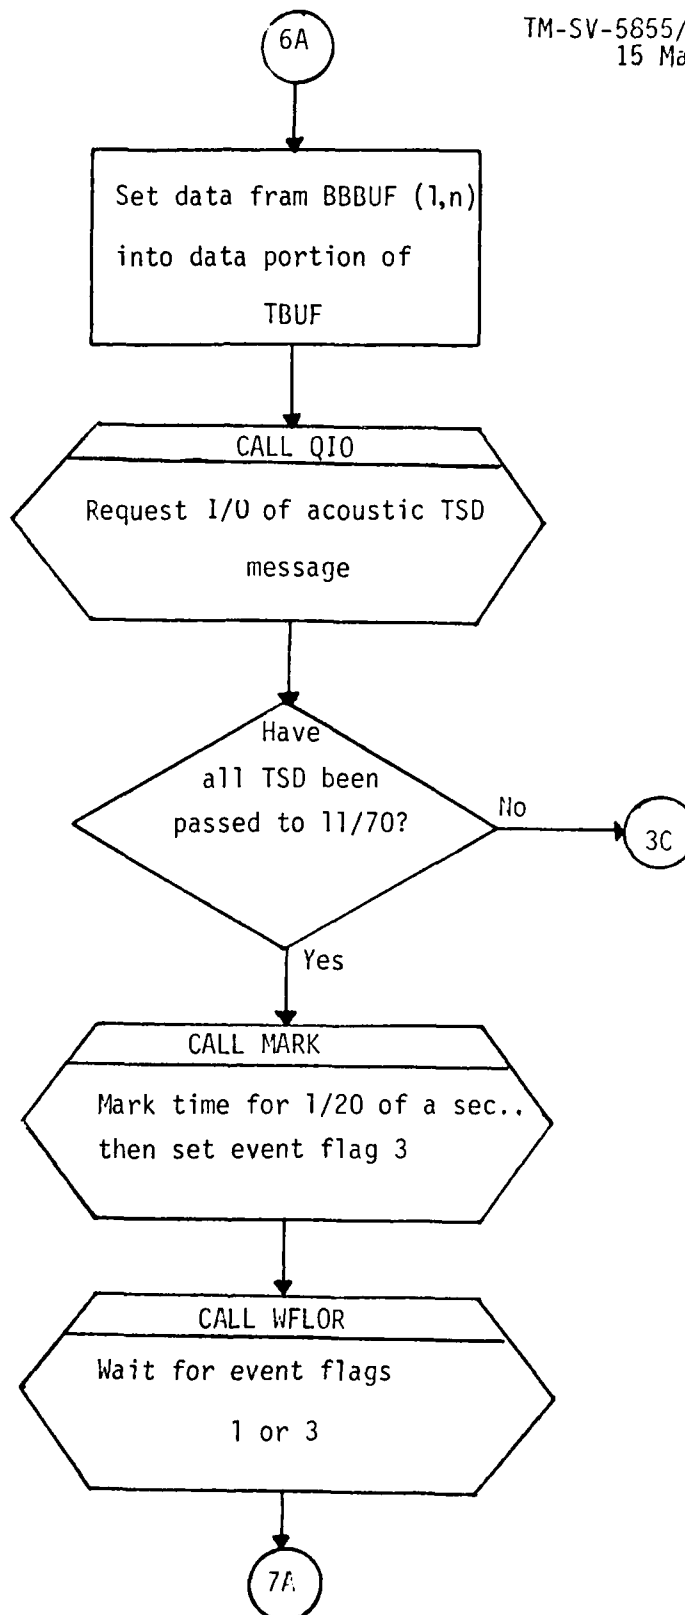 6A
TM-SV-5855/
15 Ma
Set data fram BBBUF (1,n)
into data portion of
TBUF
CALL QIO
Request I/O of acoustic TSD
message
Have
all TSD been
passed to 11/70?
No
3C
Yes
CALL MARK
Mark time for 1/20 of a sec..
then set event flag 3
CALL WFLOR
Wait for event flags
1 or 3
7A